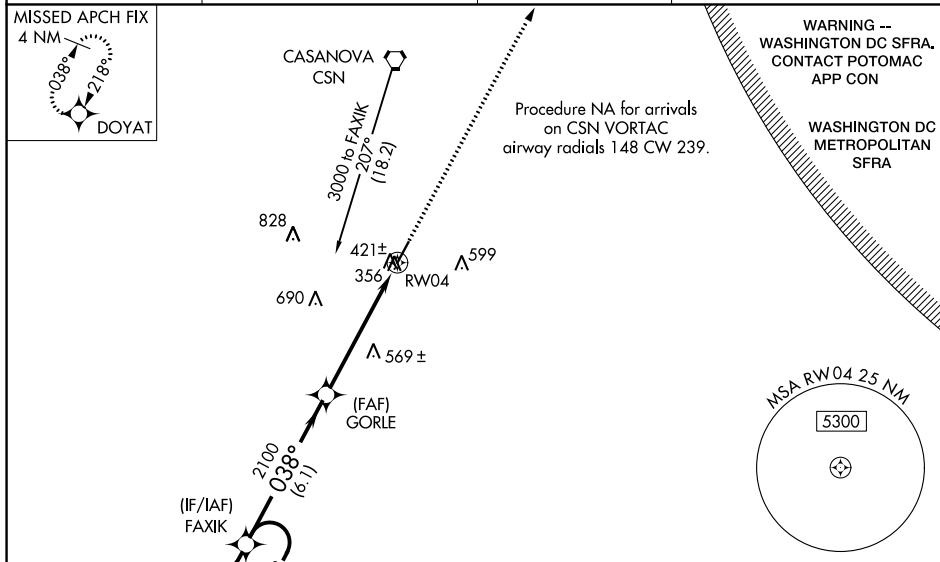 MISSED APCH FIX
4 NM
038°
218°
DOYAT
CASANOVA
CSN
3000 to FAXIK
207°
(18.2)
Procedure NA for arrivals
on CSN VORTAC
airway radials 148 CW 239.
WARNING --
WASHINGTON DC SFRA.
CONTACT POTOMAC
APP CON
WASHINGTON DC
METROPOLITAN
SFRA
828
421±
356
RW04
599
690
569 ±
(FAF)
GORLE
2100
038°
(6.1)
(IF/IAF)
FAXIK
MSA RW04 25 NM
5300